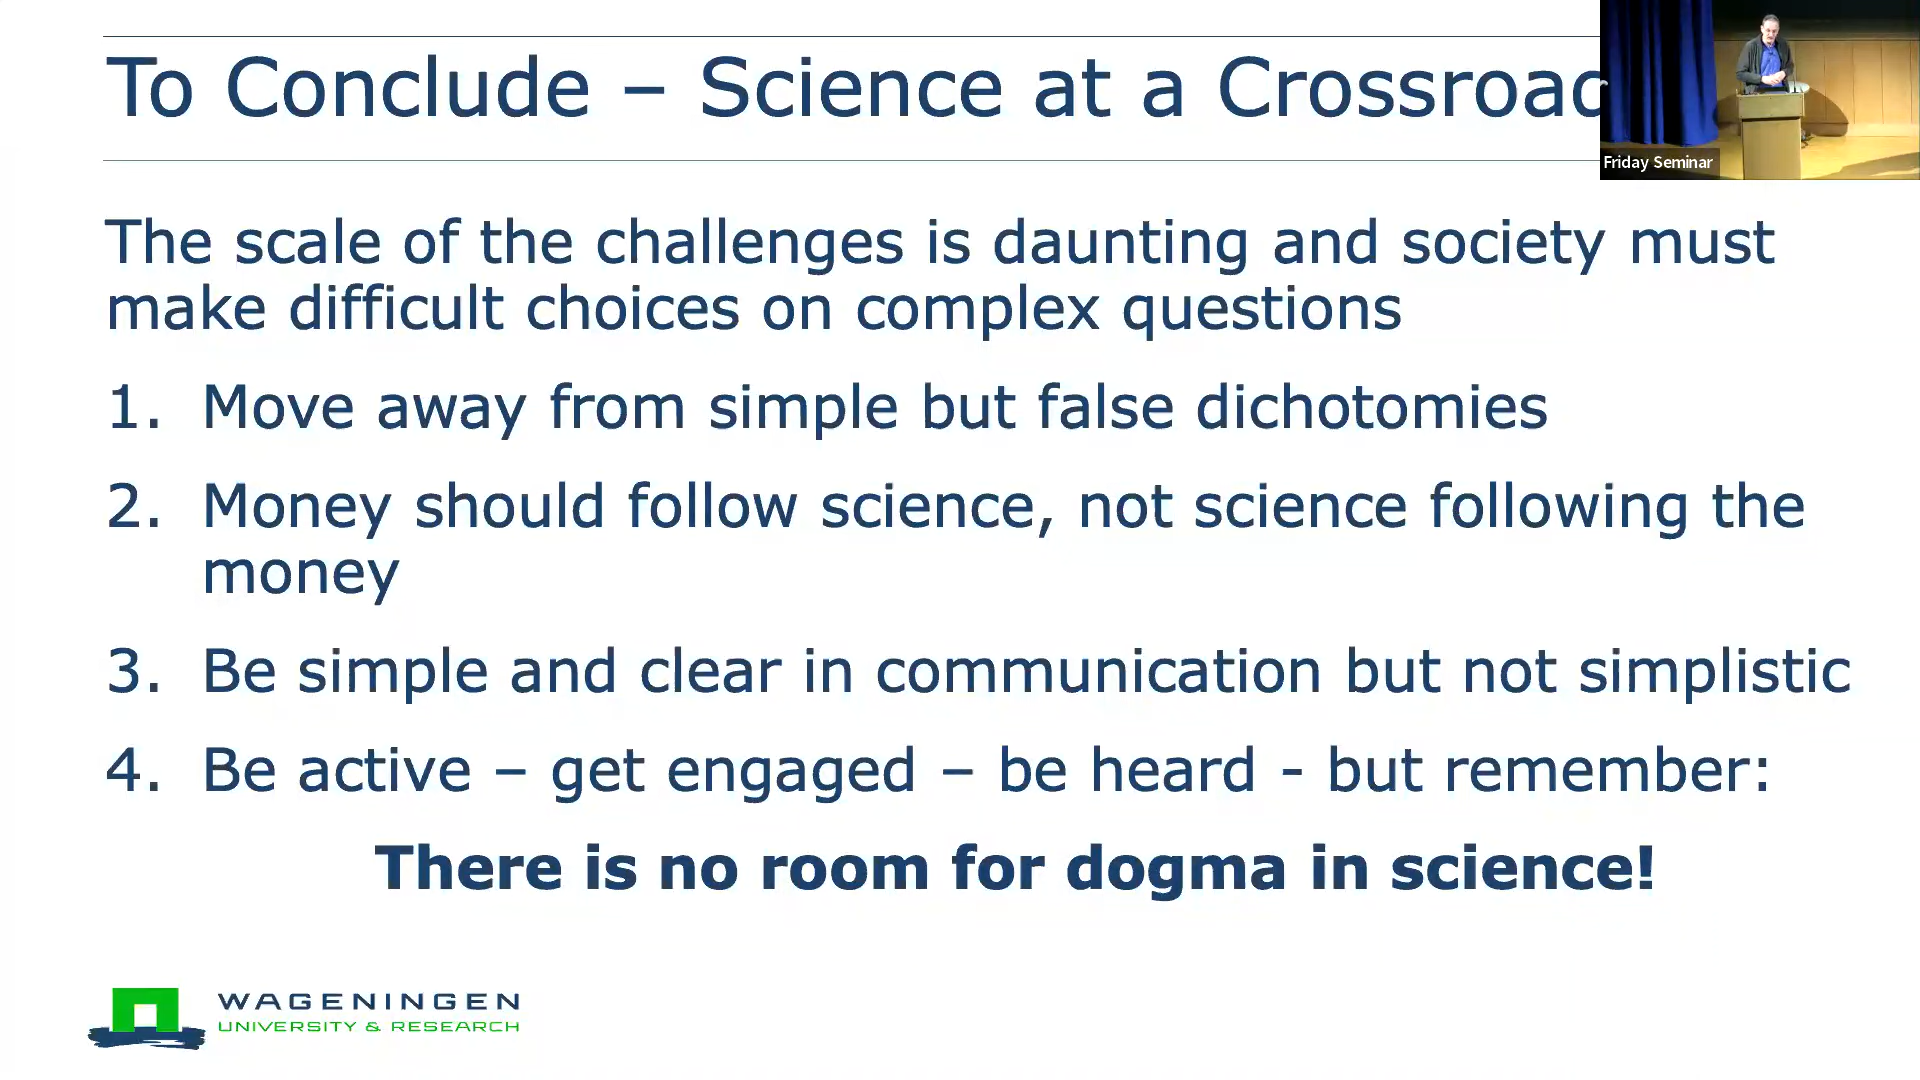 To Conclude – Science at a Crossroad
Friday Seminar
The scale of the challenges is daunting and society must
make difficult choices on complex questions
1. Move away from simple but false dichotomies
2. Money should follow science, not science following the
money
3. Be simple and clear in communication but not simplistic
4. Be active – get engaged – be heard - but remember:
There is no room for dogma in science!
WAGENINGEN
UNIVERSITY & RESEARCH